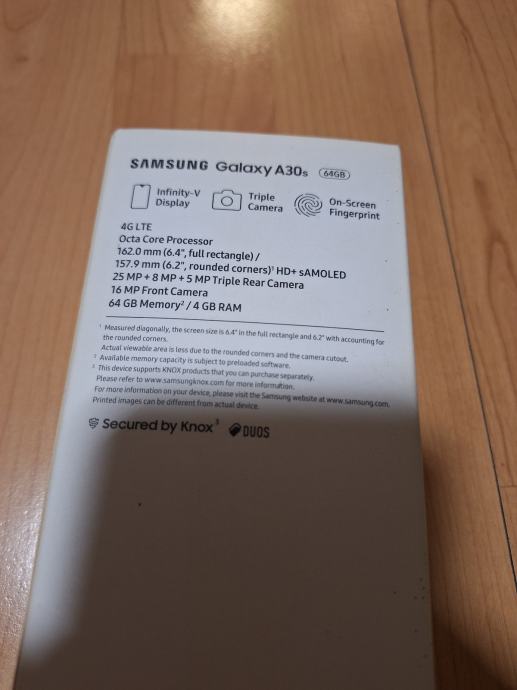 SAMSUNG Galaxy A30s 64GB
Infinity-V
Display
Triple
Camera
On-Screen
Fingerprint
4G LTE
Octa Core Processor
162.0 mm (6.4", full rectangle) /
157.9 mm (6.2", rounded corners)¹ HD+ sAMOLED
25 MP + 8 MP + 5 MP Triple Rear Camera
16 MP Front Camera
64 GB Memory² / 4 GB RAM
¹ Measured diagonally, the screen size is 6.4" in the full rectangle and 6.2" with accounting for
the rounded corners.
Actual viewable area is less due to the rounded corners and the camera cutout.
² Available memory capacity is subject to preloaded software.
³ This device supports KNOX products that you can purchase separately.
Please refer to www.samsungknox.com for more information.
For more information on your device, please visit the Samsung website at www.samsung.com.
Printed images can be different from actual device.
Secured by Knox³ DUOS